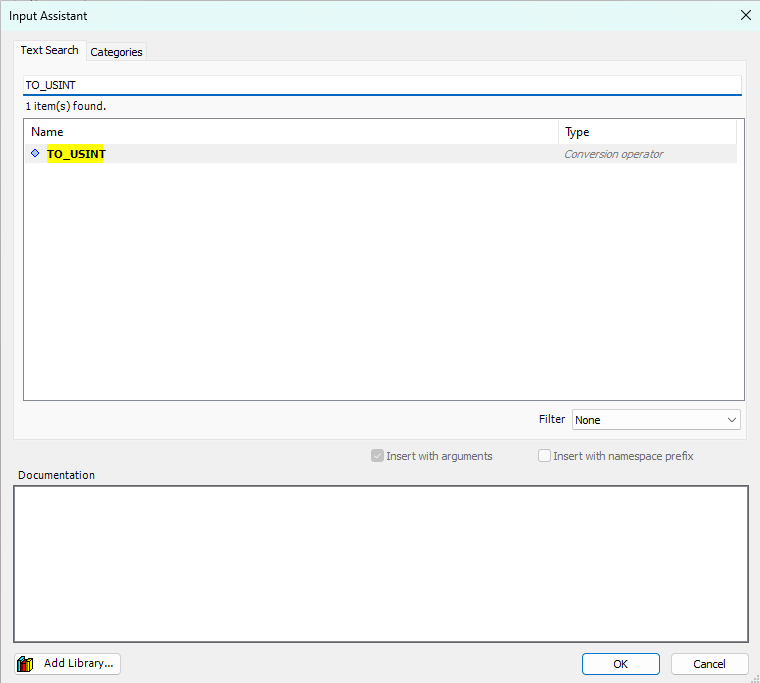 Input Assistant
Text Search Categories
TO_USINT
1 item(s) found.
Name Type
TO_USINT Conversion operator
Filter None
Insert with arguments Insert with namespace prefix
Documentation
Add Library... OK Cancel